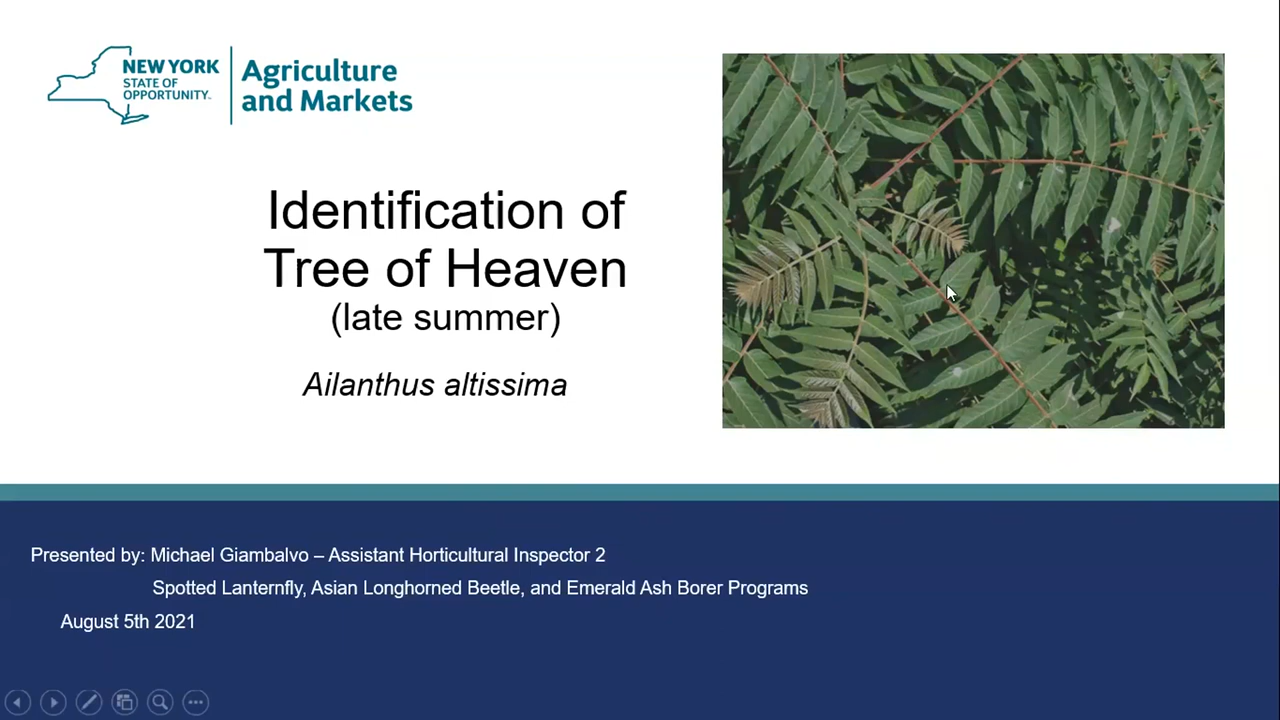 NEW YORK
STATE OF
OPPORTUNITY.
Agriculture
and Markets
Identification of
Tree of Heaven
(late summer)
Ailanthus altissima
Presented by: Michael Giambalvo – Assistant Horticultural Inspector 2
Spotted Lanternfly, Asian Longhorned Beetle, and Emerald Ash Borer Programs
August 5th 2021